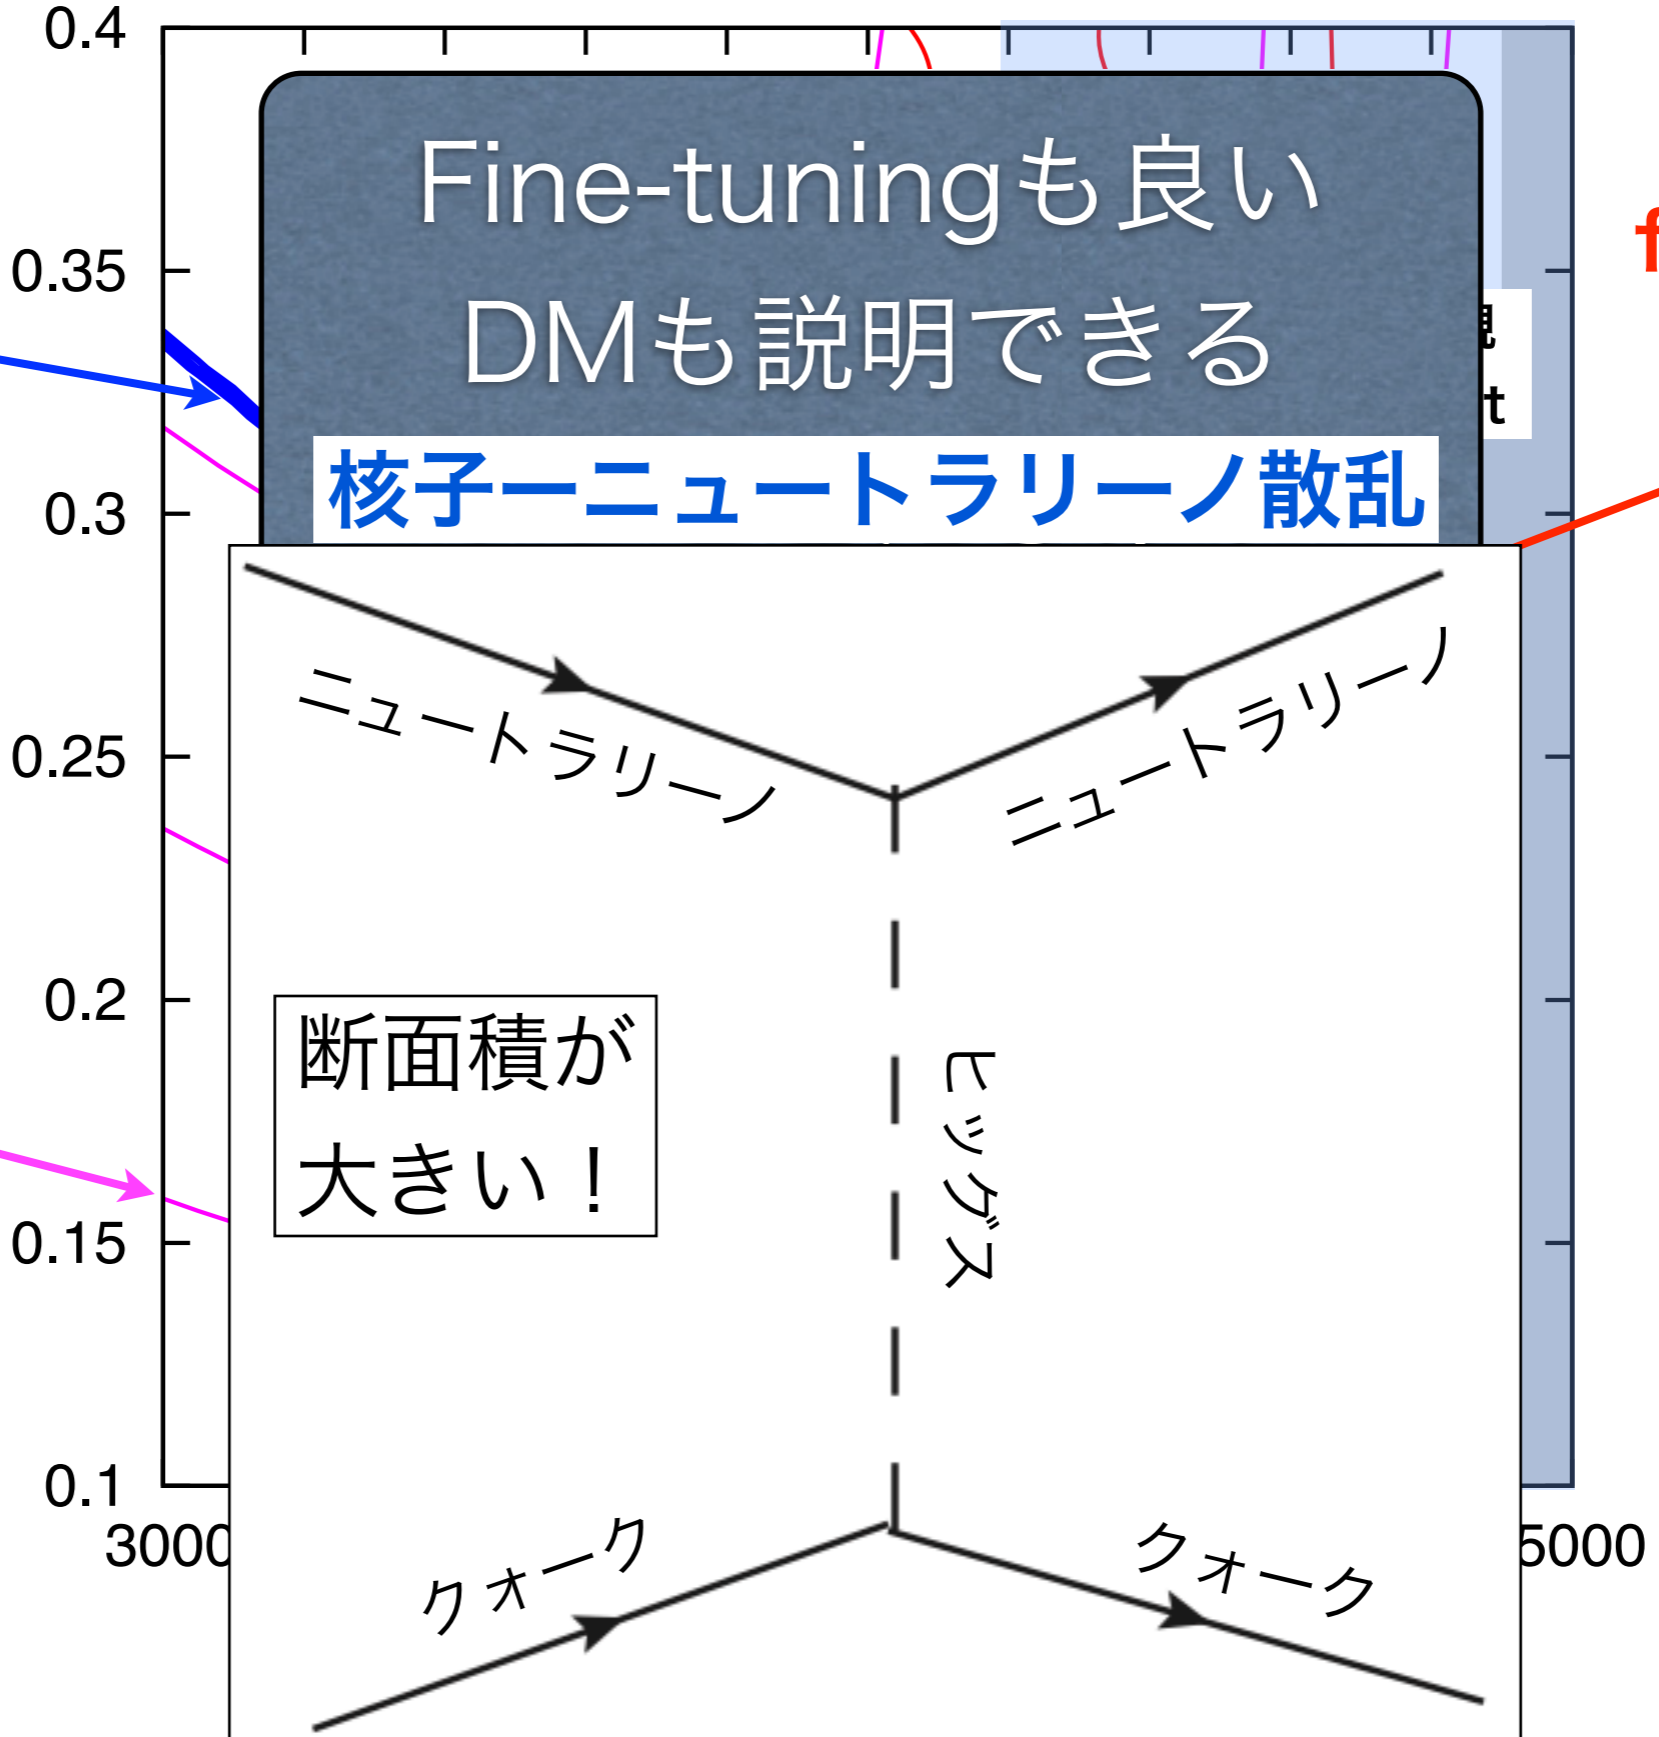 0.4
0.35
0.3
0.25
0.2
0.15
0.1
3000
5000
Fine-tuningも良い
DMも説明できる
核子ーニュートラリーノ散乱
ニュートラリーノ
ニュートラリーノ
断面積が
大きい！
ヒッグス
クォーク
クォーク
f
t